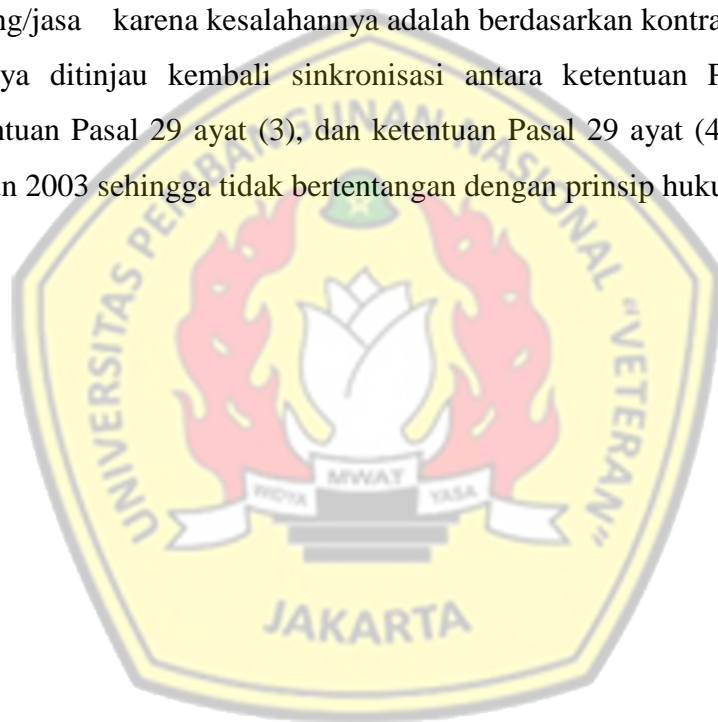 ng/jasa karena kesalahannya adalah berdasarkan kontra
ya ditinjau kembali sinkronisasi antara ketentuan P
ntuan Pasal 29 ayat (3), dan ketentuan Pasal 29 ayat (4
un 2003 sehingga tidak bertentangan dengan prinsip huku
UNIVERSITAS PEMBANGUNAN NASIONAL "VETERAN"
WIDYA MWAT YASA
JAKARTA